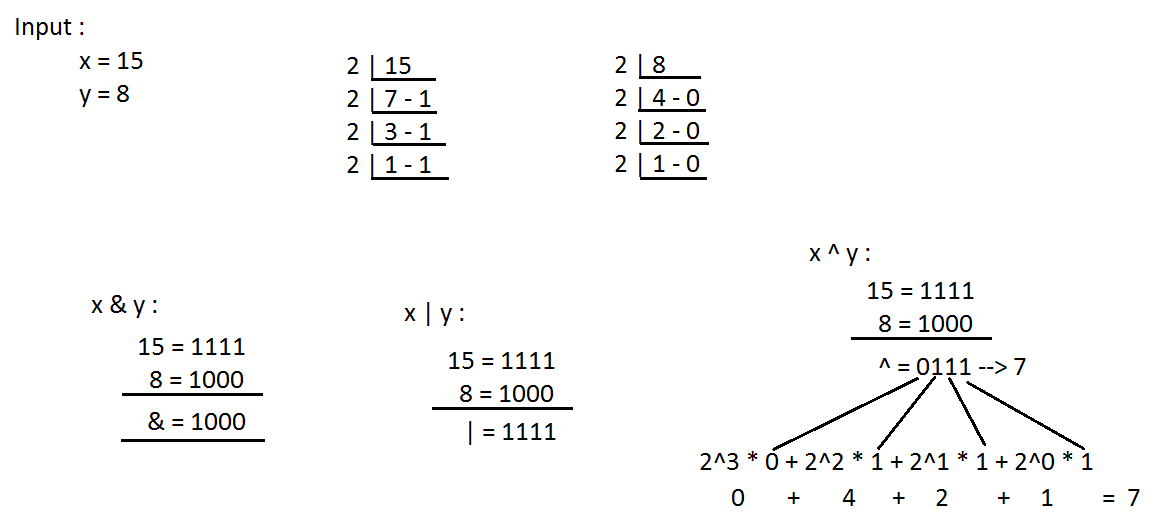 Input :
x = 15
y = 8
2 | 15
2 | 7 - 1
2 | 3 - 1
2 | 1 - 1
2 | 8
2 | 4 - 0
2 | 2 - 0
2 | 1 - 0
x & y :
15 = 1111
8 = 1000
& = 1000
x | y :
15 = 1111
8 = 1000
| = 1111
x ^ y :
15 = 1111
8 = 1000
^ = 0111 --> 7
2^3 * 0 + 2^2 * 1 + 2^1 * 1 + 2^0 * 1
0 + 4 + 2 + 1 = 7